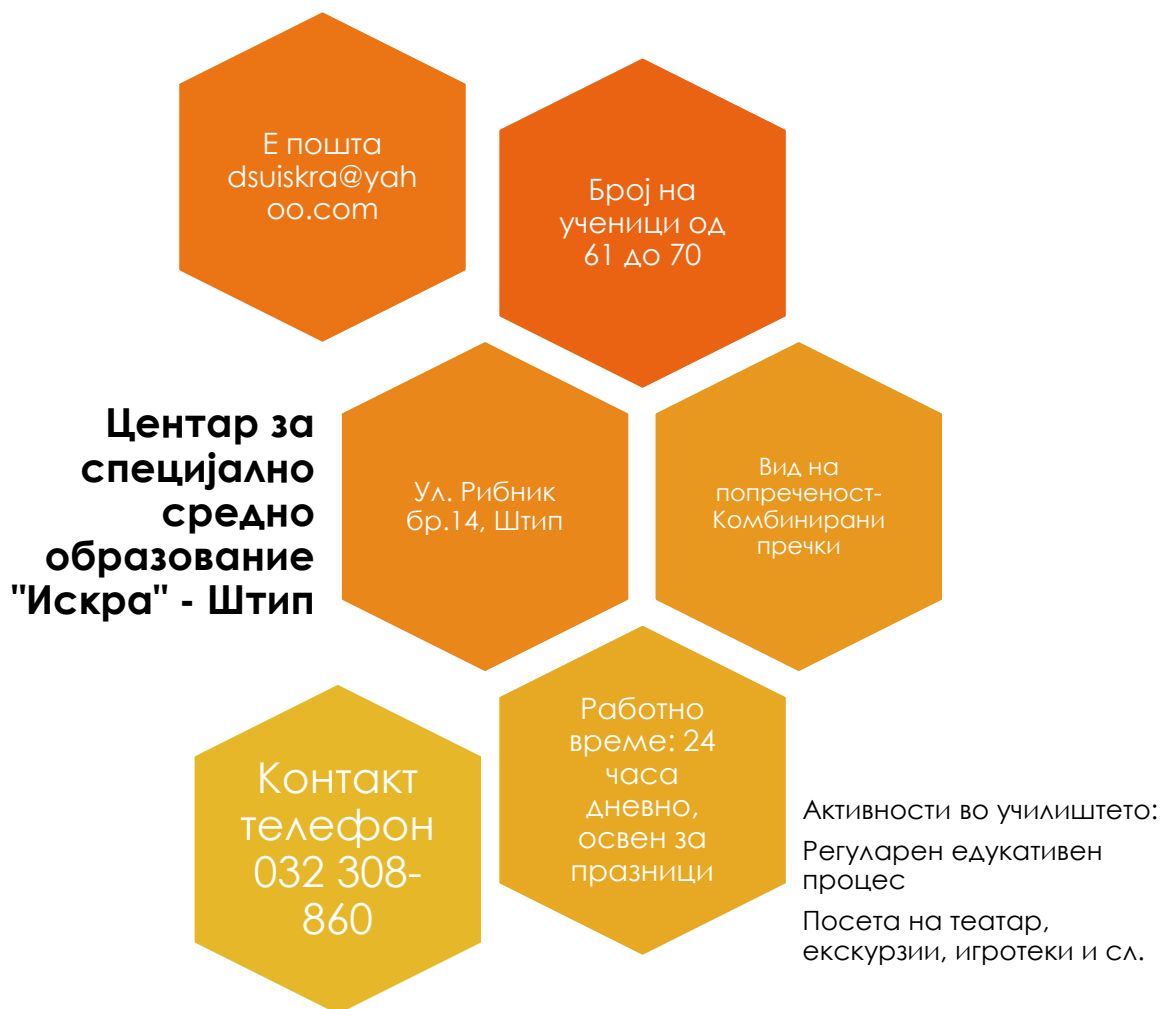 Е пошта
dsuiskra@yah
oo.com
Број на
ученици од
61 до 70
Центар за
специјално
средно
образование
"Искра" - Штип
Ул. Рибник
бр.14, Штип
Вид на
попреченост-
Комбинирани
пречки
Контакт
телефон
032 308-
860
Работно
време: 24
часа
дневно,
освен за
празници
Активности во училиштето:
Регуларен едукативен
процес
Посета на театар,
екскурзии, игротеки и сл.